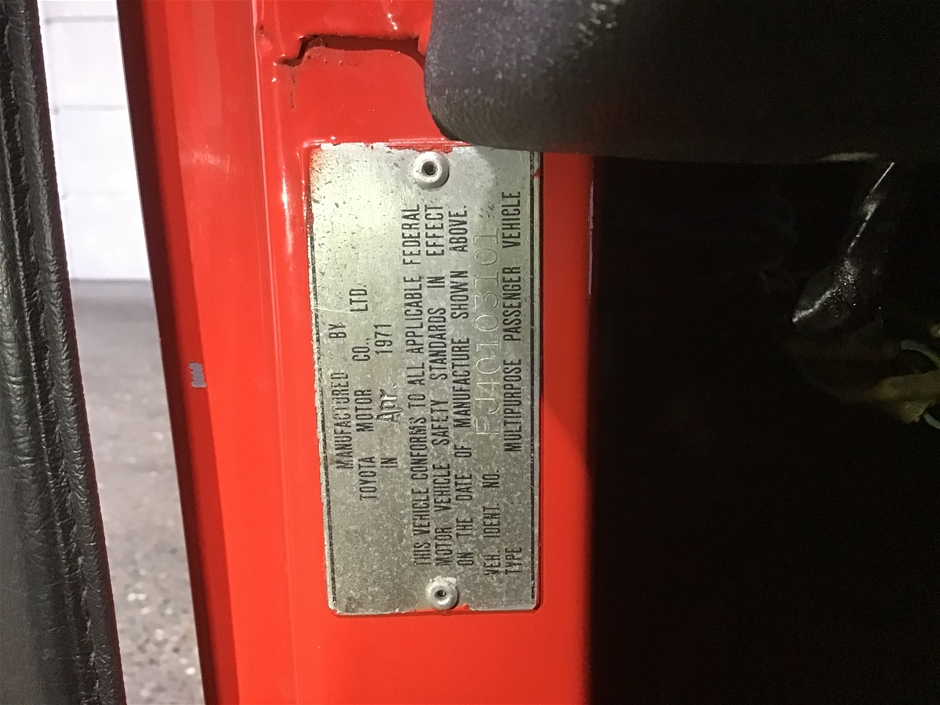 MANUFACTURED BY
TOYOTA MOTOR CO., LTD.
IN Apr 1971
THIS VEHICLE CONFORMS TO ALL APPLICABLE FEDERAL
MOTOR VEHICLE SAFETY STANDARDS IN EFFECT
ON THE DATE OF MANUFACTURE SHOWN ABOVE.
VEH. IDENT. NO. FJ40103101
TYPE MULTIPURPOSE PASSENGER VEHICLE